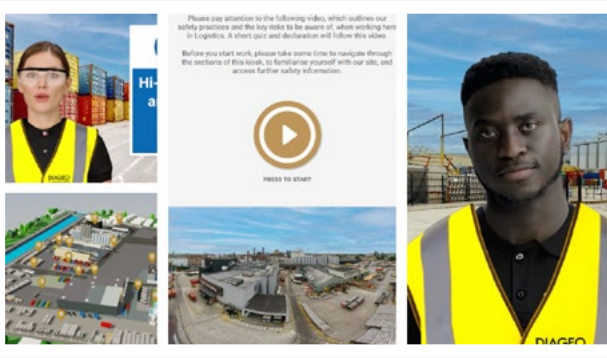 Hi-
a
DIAGEO
Please pay attention to the following video, which outlines our
safety practices and the key risks to be aware of, when working here
in Logistics. A short quiz and declaration will follow this video.
Before you start work, please take some time to navigate through
the sections of this kiosk, to familiarise yourself with our site, and
access further safety information.
PRESS TO START
DIAGEO